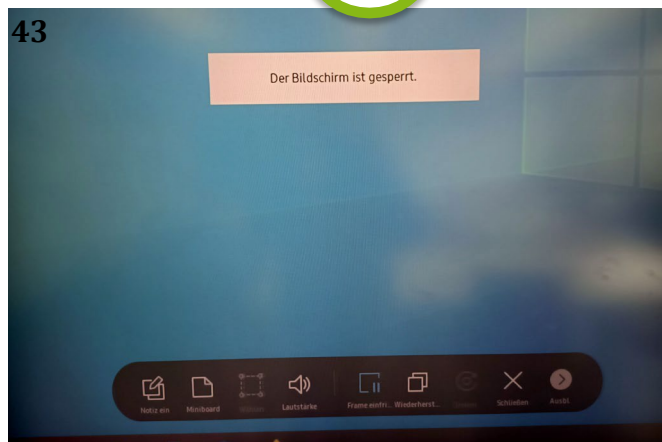 43
Der Bildschirm ist gesperrt.
Notiz ein
Miniboard
Lautstärke
Frame einfri...
Wiederherst...
Schließen
Ausbl